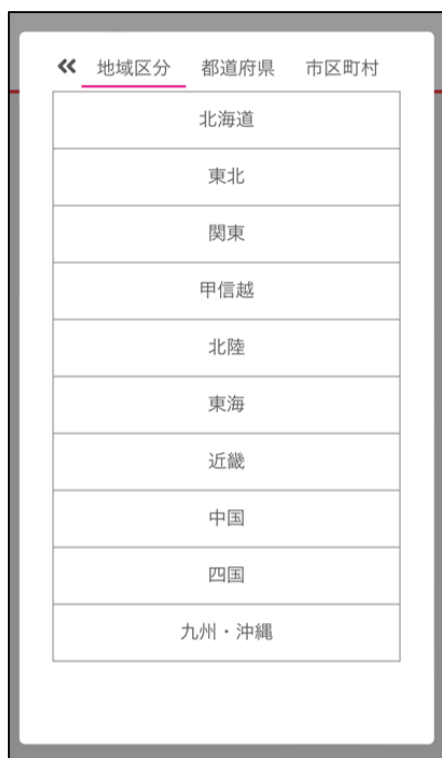 地域区分 都道府県 市区町村
北海道
東北
関東
甲信越
北陸
東海
近畿
中国
四国
九州・沖縄